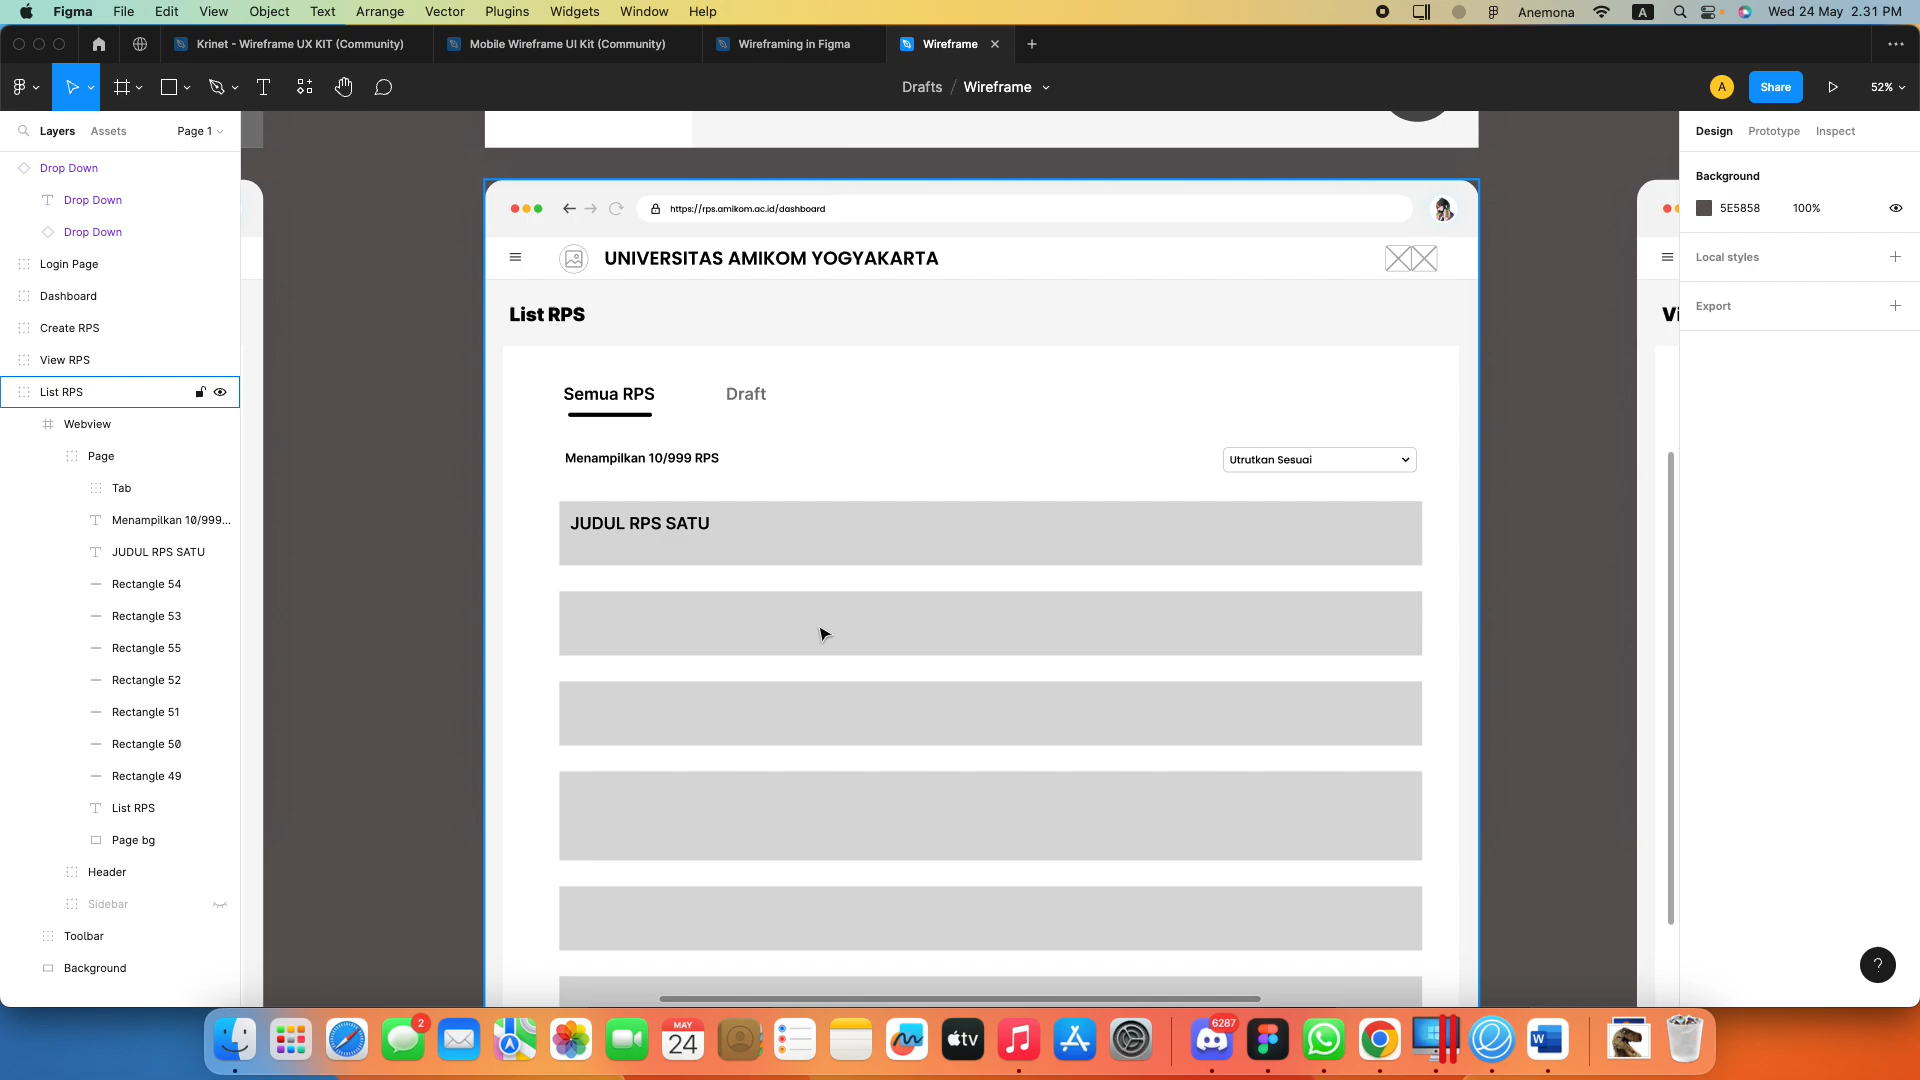 Figma File Edit View Object Text Arrange Vector Plugins Widgets Window Help
Anemona A Wed 24 May 2.31 PM
Krinet - Wireframe UX KIT (Community)
Mobile Wireframe UI Kit (Community)
Wireframing in Figma
Wireframe
Drafts / Wireframe
A
Share
52%
Layers
Assets
Page 1
Drop Down
Drop Down
Drop Down
Login Page
Dashboard
Create RPS
View RPS
List RPS
Webview
Page
Tab
Menampilkan 10/999...
JUDUL RPS SATU
Rectangle 54
Rectangle 53
Rectangle 55
Rectangle 52
Rectangle 51
Rectangle 50
Rectangle 49
List RPS
Page bg
Header
Sidebar
Toolbar
Background
https://rps.amikom.ac.id/dashboard
UNIVERSITAS AMIKOM YOGYAKARTA
List RPS
Semua RPS
Draft
Menampilkan 10/999 RPS
Utrutkan Sesuai
JUDUL RPS SATU
Vi
Design
Prototype
Inspect
Background
5E5858
100%
Local styles
Export
?
2
MAY
24
tv
6287
W